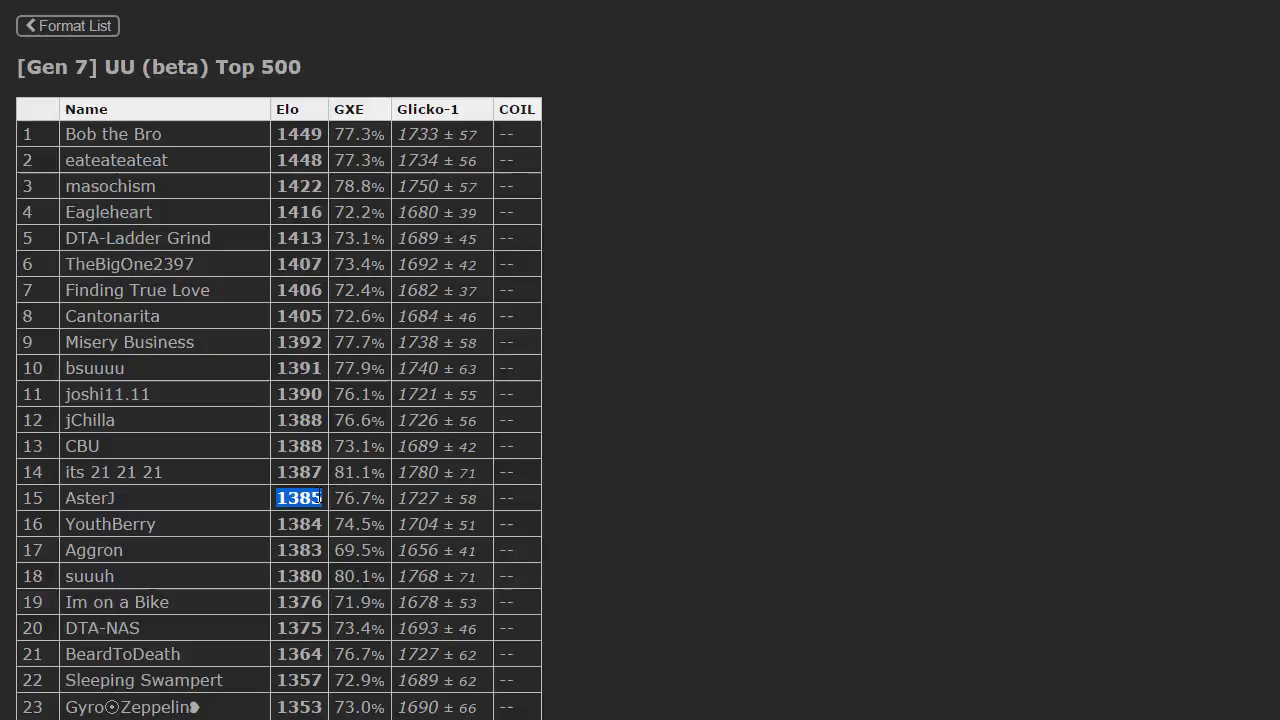 Format List
[Gen 7] UU (beta) Top 500
Name Elo GXE Glicko-1 COIL
1 Bob the Bro 1449 77.3% 1733 ± 57 --
2 eateateateat 1448 77.3% 1734 ± 56 --
3 masochism 1422 78.8% 1750 ± 57 --
4 Eagleheart 1416 72.2% 1680 ± 39 --
5 DTA-Ladder Grind 1413 73.1% 1689 ± 45 --
6 TheBigOne2397 1407 73.4% 1692 ± 42 --
7 Finding True Love 1406 72.4% 1682 ± 37 --
8 Cantonarita 1405 72.6% 1684 ± 46 --
9 Misery Business 1392 77.7% 1738 ± 58 --
10 bsuuuu 1391 77.9% 1740 ± 63 --
11 joshi11.11 1390 76.1% 1721 ± 55 --
12 jChilla 1388 76.6% 1726 ± 56 --
13 CBU 1388 73.1% 1689 ± 42 --
14 its 21 21 21 1387 81.1% 1780 ± 71 --
15 AsterJ 1385 76.7% 1727 ± 58 --
16 YouthBerry 1384 74.5% 1704 ± 51 --
17 Aggron 1383 69.5% 1656 ± 41 --
18 suuuh 1380 80.1% 1768 ± 71 --
19 Im on a Bike 1376 71.9% 1678 ± 53 --
20 DTA-NAS 1375 73.4% 1693 ± 46 --
21 BeardToDeath 1364 76.7% 1727 ± 62 --
22 Sleeping Swampert 1357 72.9% 1689 ± 62 --
23 Gyro☉Zeppelin❥ 1353 73.0% 1690 ± 66 --